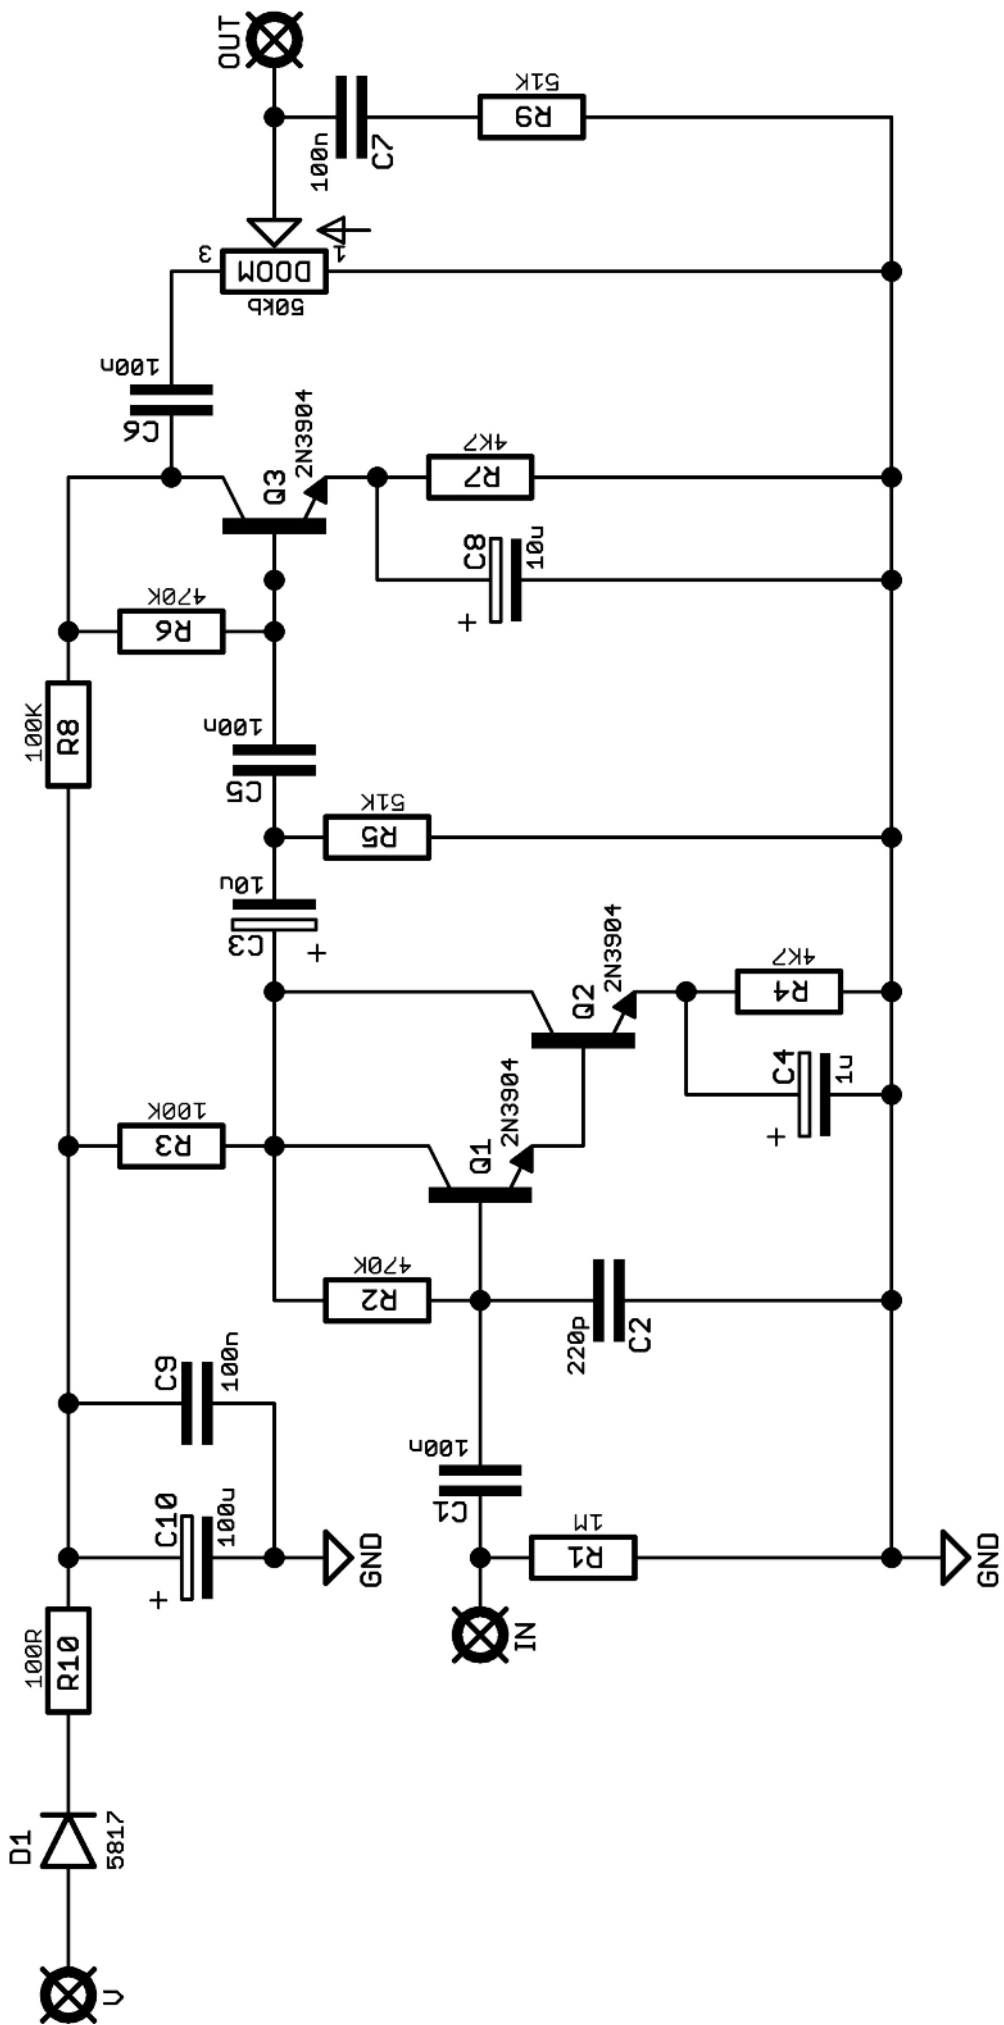 OUT
100n
C7
R9
51K
3
DOOM
1
50kb
100n
C6
Q3
2N3904
R7
4K7
C8
+
10u
R6
470K
100K
R8
100n
C5
R5
51K
10u
C3
+
Q2
2N3904
R4
4K7
C4
+
1u
R3
100K
Q1
2N3904
R2
470K
220p
C2
C9
100n
100n
C1
C10
+
100u
GND
R1
1M
GND
100R
R10
IN
D1
5817
V